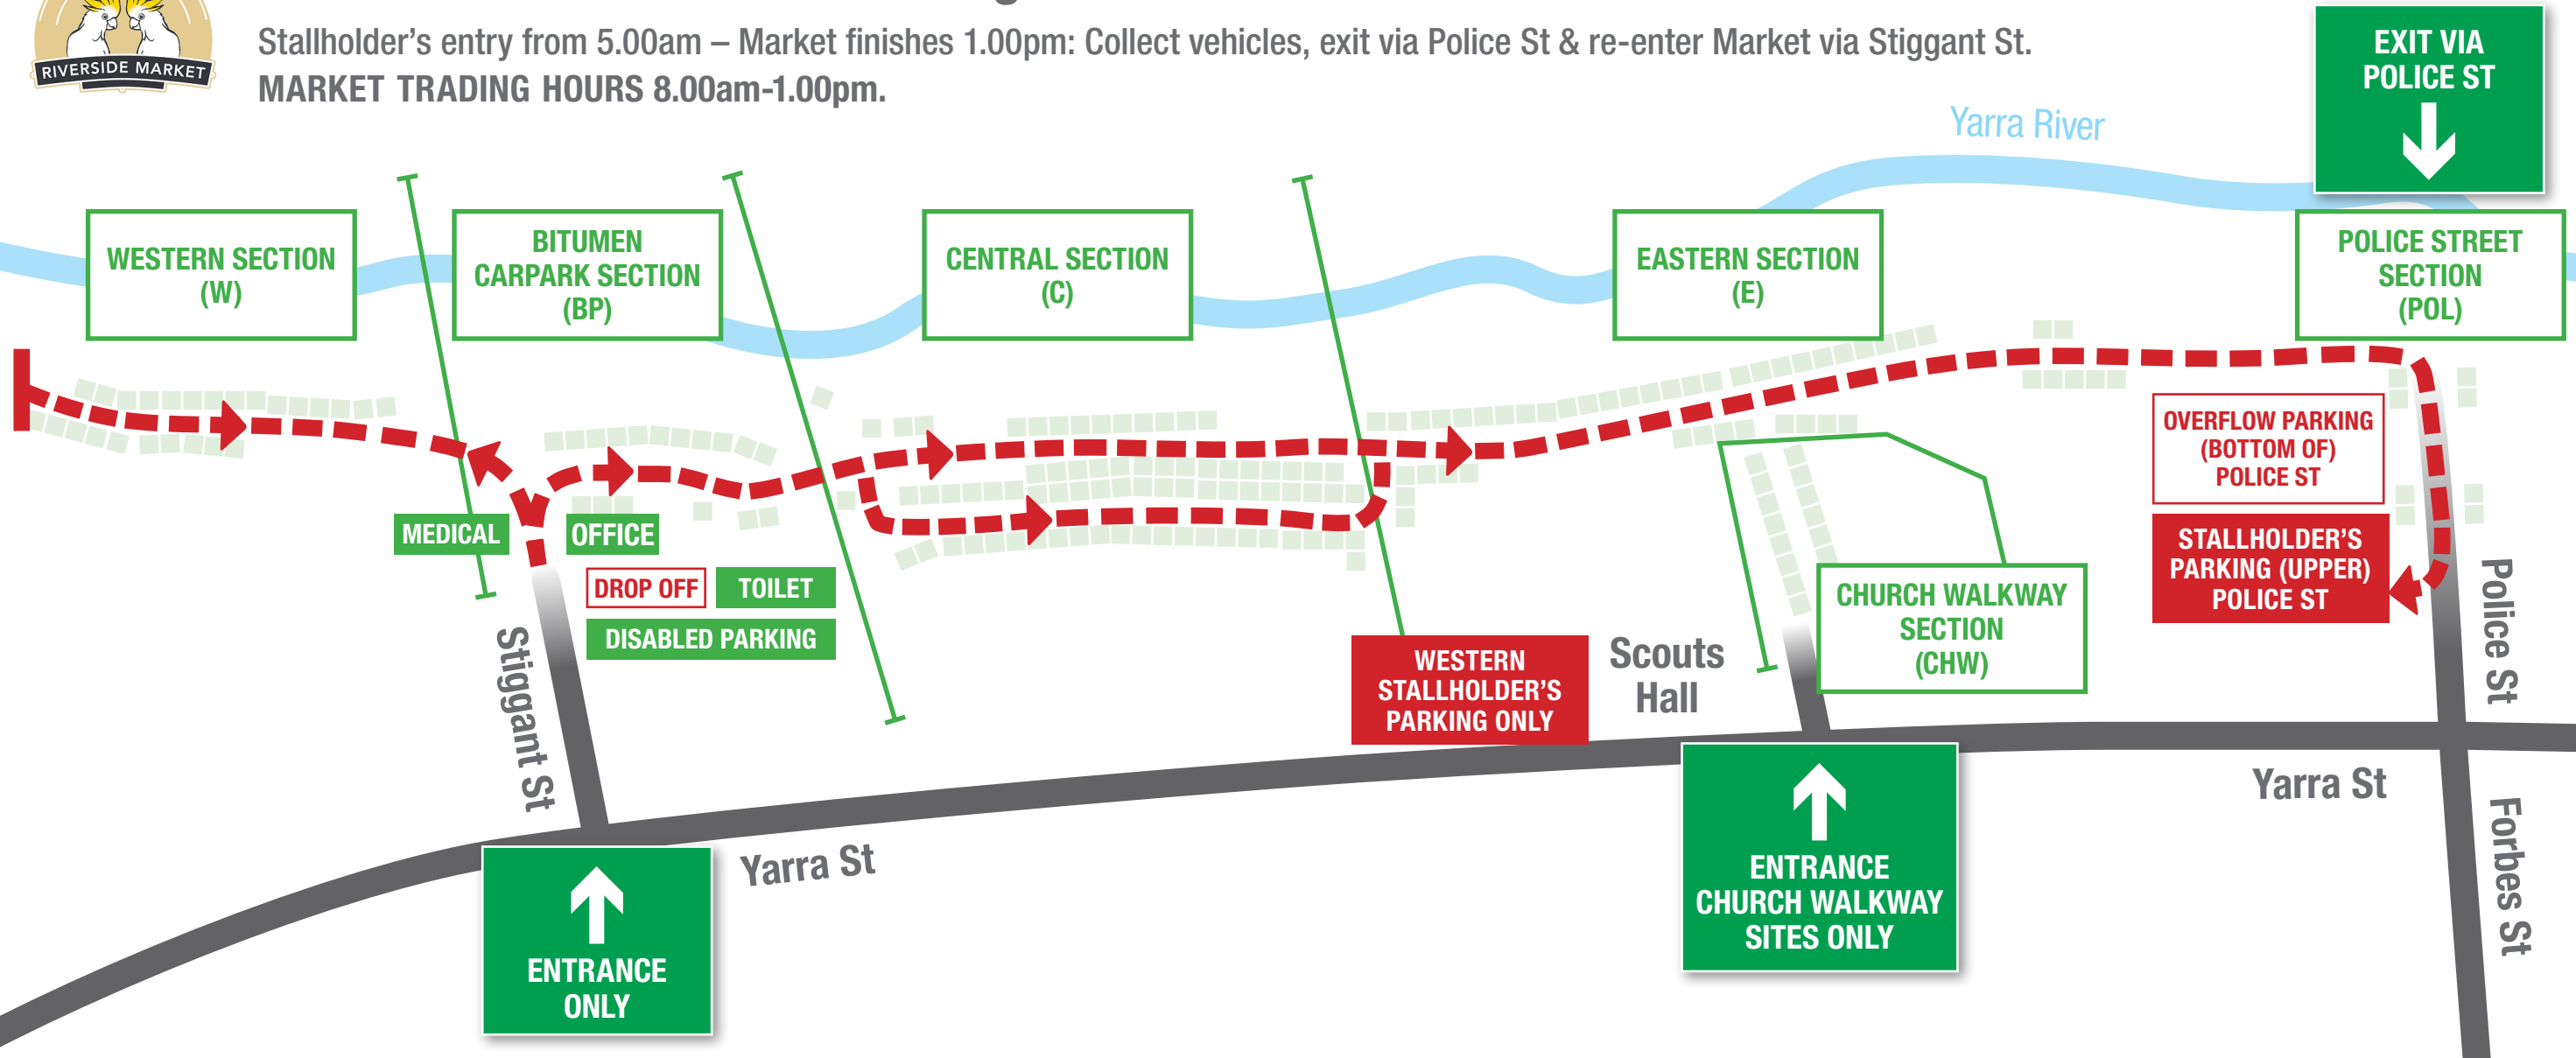 RIVERSIDE MARKET
Stallholder’s entry from 5.00am – Market finishes 1.00pm: Collect vehicles, exit via Police St & re-enter Market via Stiggant St.
MARKET TRADING HOURS 8.00am-1.00pm.
EXIT VIA
POLICE ST
Yarra River
WESTERN SECTION
(W)
BITUMEN
CARPARK SECTION
(BP)
CENTRAL SECTION
(C)
EASTERN SECTION
(E)
POLICE STREET
SECTION
(POL)
OVERFLOW PARKING
(BOTTOM OF)
POLICE ST
STALLHOLDER’S
PARKING (UPPER)
POLICE ST
MEDICAL
OFFICE
DROP OFF
TOILET
DISABLED PARKING
WESTERN
STALLHOLDER’S
PARKING ONLY
Scouts
Hall
CHURCH WALKWAY
SECTION
(CHW)
Stiggant St
Police St
Yarra St
Yarra St
Forbes St
ENTRANCE
ONLY
ENTRANCE
CHURCH WALKWAY
SITES ONLY